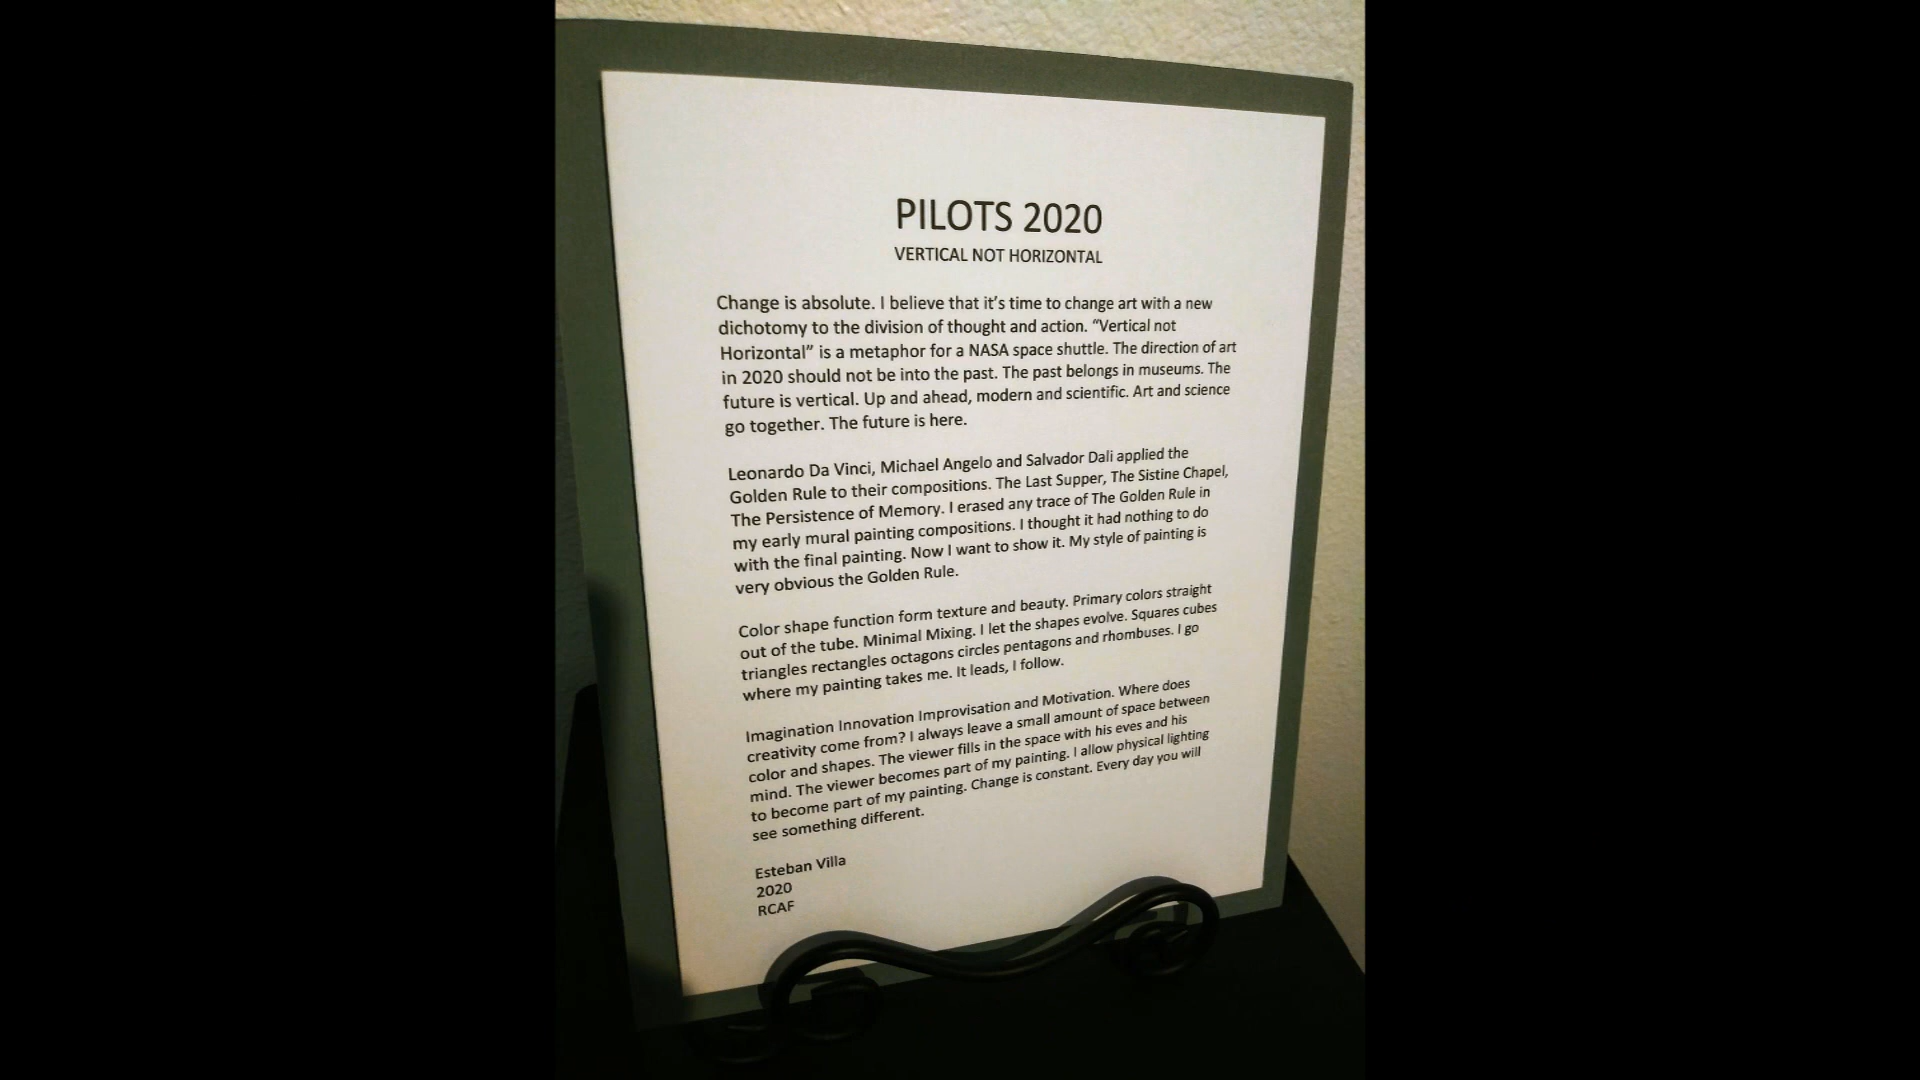 PILOTS 2020
VERTICAL NOT HORIZONTAL
Change is absolute. I believe that it's time to change art with a new
dichotomy to the division of thought and action. “Vertical not
Horizontal” is a metaphor for a NASA space shuttle. The direction of art
in 2020 should not be into the past. The past belongs in museums. The
future is vertical. Up and ahead, modern and scientific. Art and science
go together. The future is here.
Leonardo Da Vinci, Michael Angelo and Salvador Dali applied the
Golden Rule to their compositions. The Last Supper, The Sistine Chapel,
The Persistence of Memory. I erased any trace of The Golden Rule in
my early mural painting compositions. I thought it had nothing to do
with the final painting. Now I want to show it. My style of painting is
very obvious the Golden Rule.
Color shape function form texture and beauty. Primary colors straight
out of the tube. Minimal Mixing. I let the shapes evolve. Squares cubes
triangles rectangles octagons circles pentagons and rhombuses. I go
where my painting takes me. It leads, I follow.
Imagination Innovation Improvisation and Motivation. Where does
creativity come from? I always leave a small amount of space between
color and shapes. The viewer fills in the space with his eyes and his
mind. The viewer becomes part of my painting. I allow physical lighting
to become part of my painting. Change is constant. Every day you will
see something different.
Esteban Villa
2020
RCAF